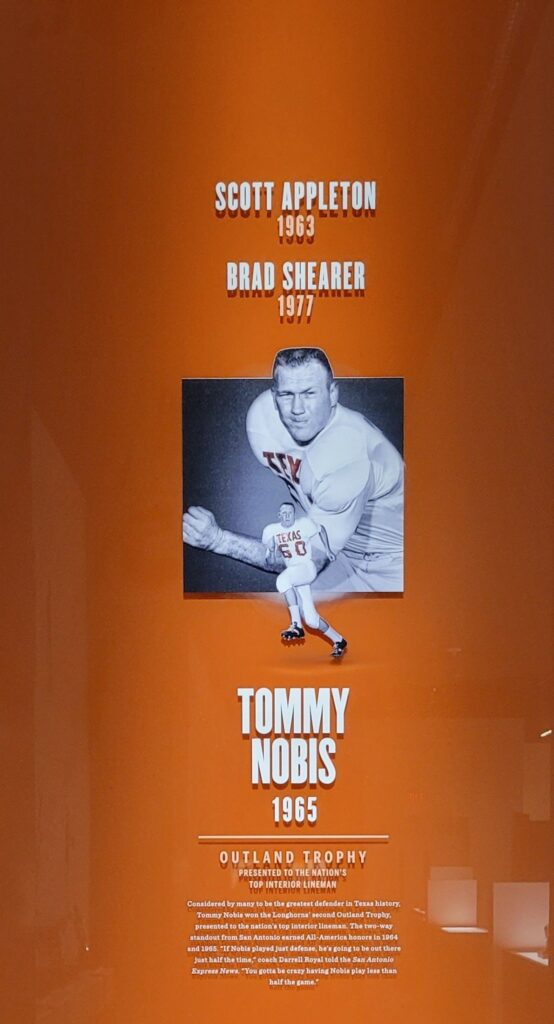 SCOTT APPLETON
1963
BRAD SHEARER
1977
TEX
TEXAS
60
TOMMY
NOBIS
1965
OUTLAND TROPHY
PRESENTED TO THE NATION'S
TOP INTERIOR LINEMAN
Considered by many to be the greatest defender in Texas history,
Tommy Nobis won the Longhorns' second Outland Trophy,
presented to the nation's top interior lineman. The two-way
standout from San Antonio earned All-America honors in 1964
and 1965. "If Nobis played just defense, he's going to be out there
just half the time," coach Darrell Royal told the San Antonio
Express News. "You gotta be crazy having Nobis play less than
half the game."